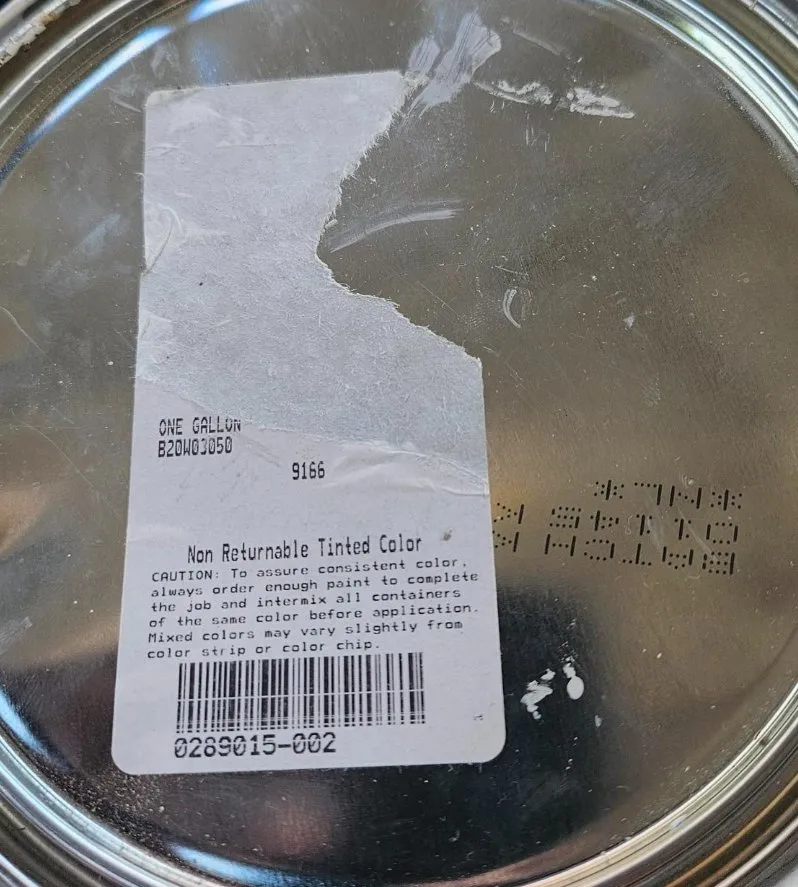 ONE GALLON
B20W03050
9166
Non Returnable Tinted Color
CAUTION: To assure consistent color,
always order enough paint to complete
the job and intermix all containers
of the same color before application.
Mixed colors may vary slightly from
color strip or color chip.
0289015-002